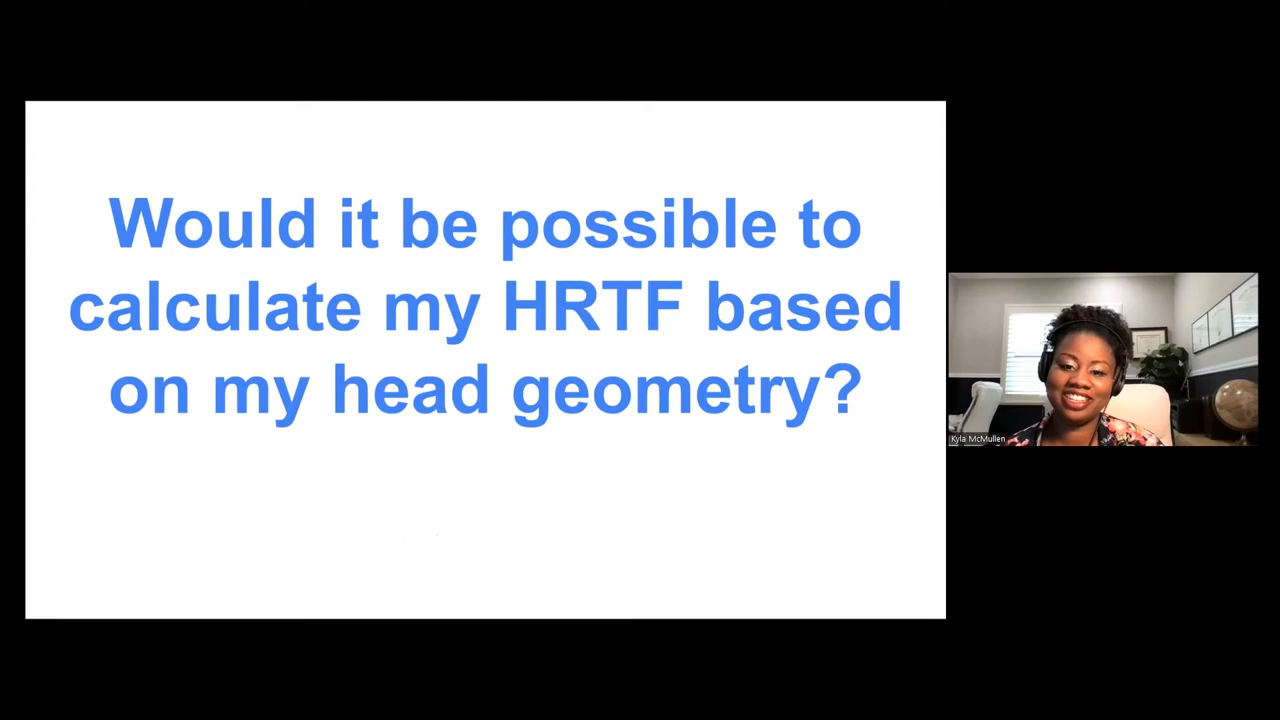 Would it be possible to
calculate my HRTF based
on my head geometry?
Kyla McMullen